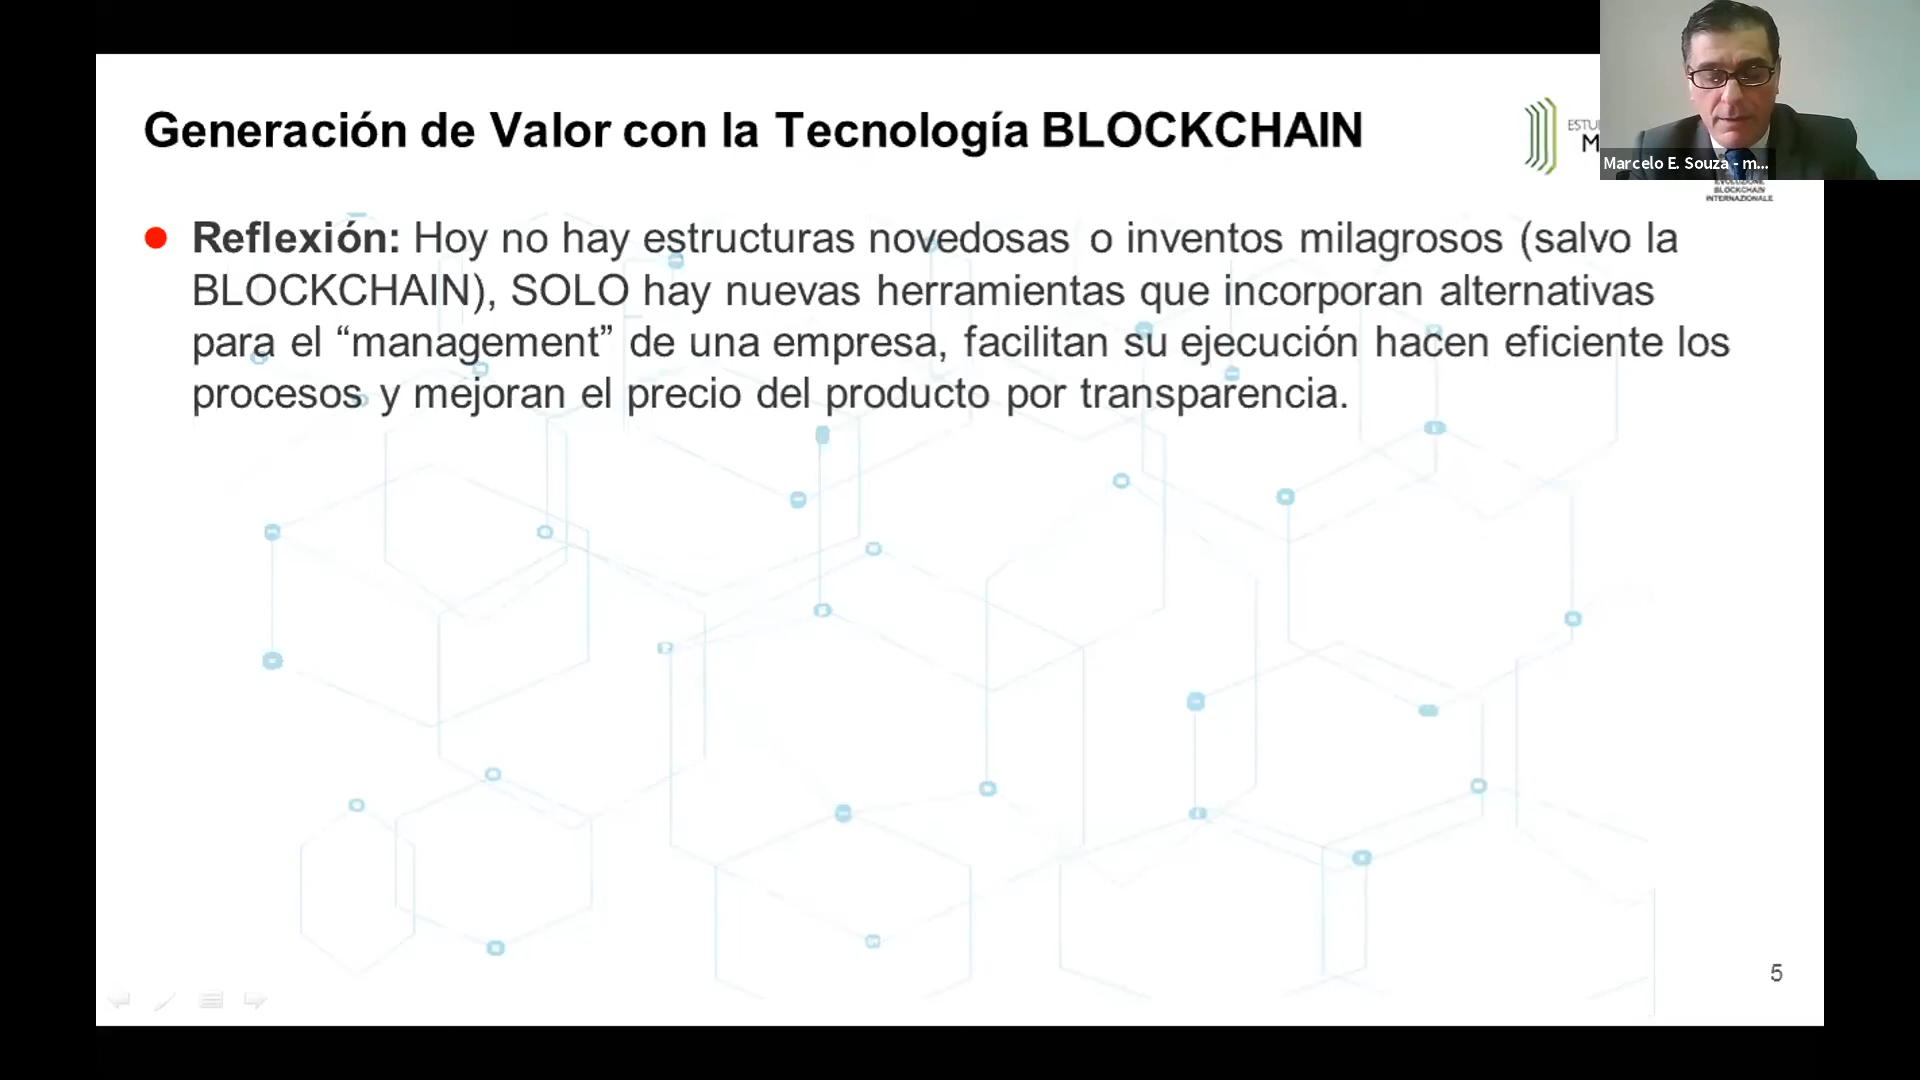 Generación de Valor con la Tecnología BLOCKCHAIN
Marcelo E. Souza - m...
BLOCKCHAIN
INTERNAZIONALE
Reflexión: Hoy no hay estructuras novedosas o inventos milagrosos (salvo la
BLOCKCHAIN), SOLO hay nuevas herramientas que incorporan alternativas
para el “management” de una empresa, facilitan su ejecución hacen eficiente los
procesos y mejoran el precio del producto por transparencia.
5